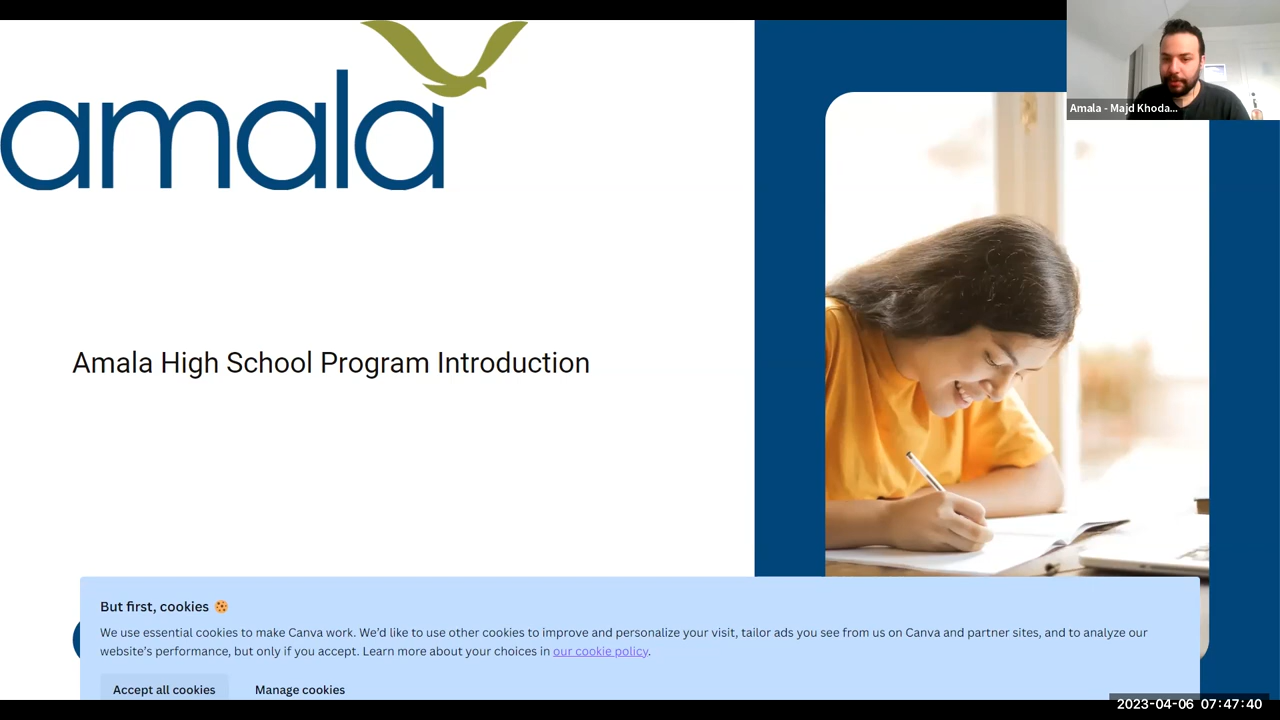 amala
Amala - Majd Khoda...
Amala High School Program Introduction
But first, cookies 🍪
We use essential cookies to make Canva work. We’d like to use other cookies to improve and personalize your visit, tailor ads you see from us on Canva and partner sites, and to analyze our
website’s performance, but only if you accept. Learn more about your choices in our cookie policy.
Accept all cookies
Manage cookies
2023-04-06 07:47:40